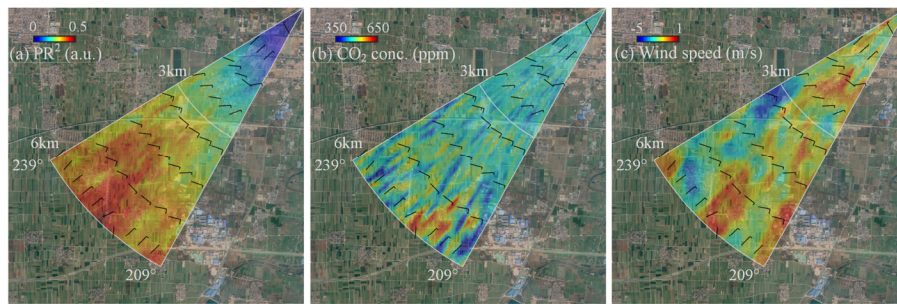 0 0.5
(a) PR² (a.u.)
3km
6km
239°
209°
350 650
(b) CO₂ conc. (ppm)
3km
6km
239°
209°
-5 1
(c) Wind speed (m/s)
3km
6km
239°
209°